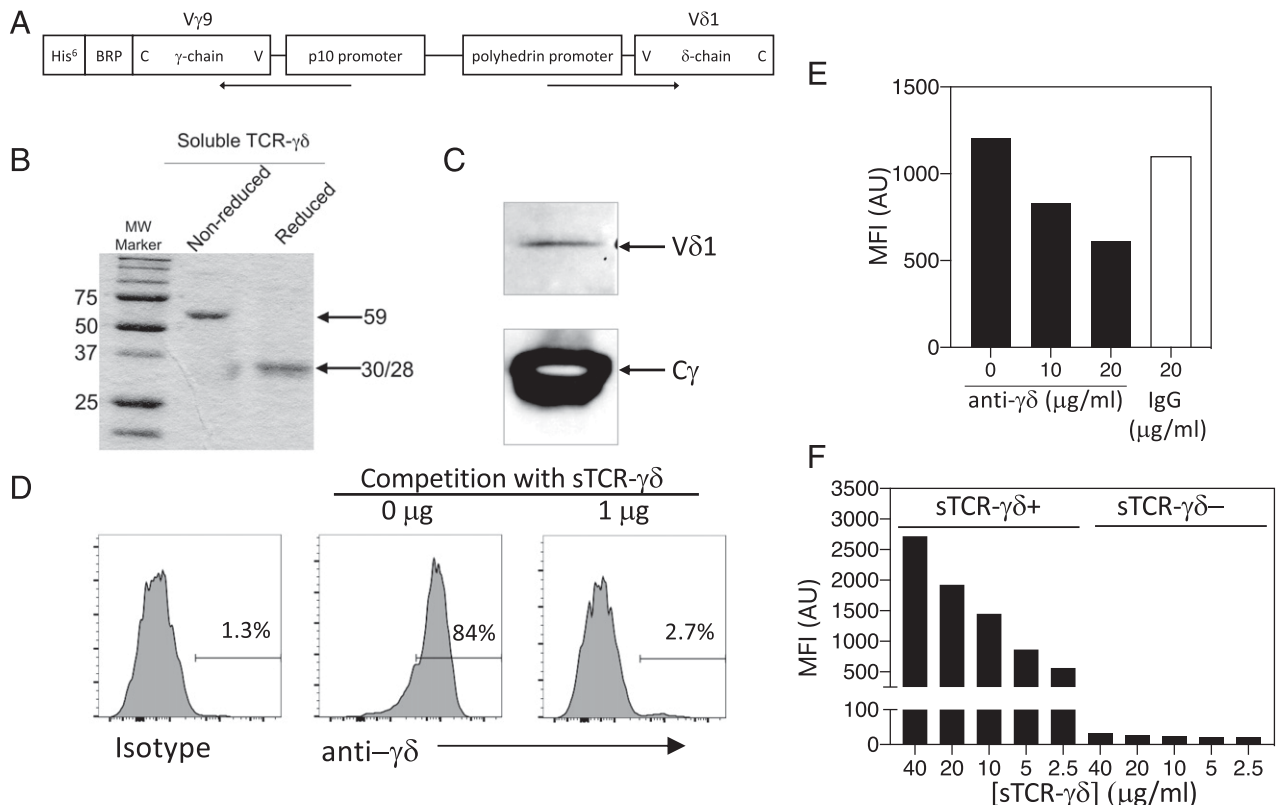 A
Vγ9
Vδ1
His⁶ BRP C γ-chain V p10 promoter polyhedrin promoter V δ-chain C
B
Soluble TCR-γδ
MW
Marker
Non-reduced
Reduced
75
50
37
25
59
30/28
C
Vδ1
Cγ
D
Competition with sTCR-γδ
0 μg 1 μg
1.3%
84%
2.7%
Isotype
anti–γδ
E
MFI (AU)
1500
1000
500
0
0 10 20 20
anti-γδ (μg/ml) IgG
(μg/ml)
F
MFI (AU)
3500
3000
2500
2000
1500
1000
500
100
0
sTCR-γδ+ sTCR-γδ–
40 20 10 5 2.5 40 20 10 5 2.5
[sTCR-γδ] (μg/ml)